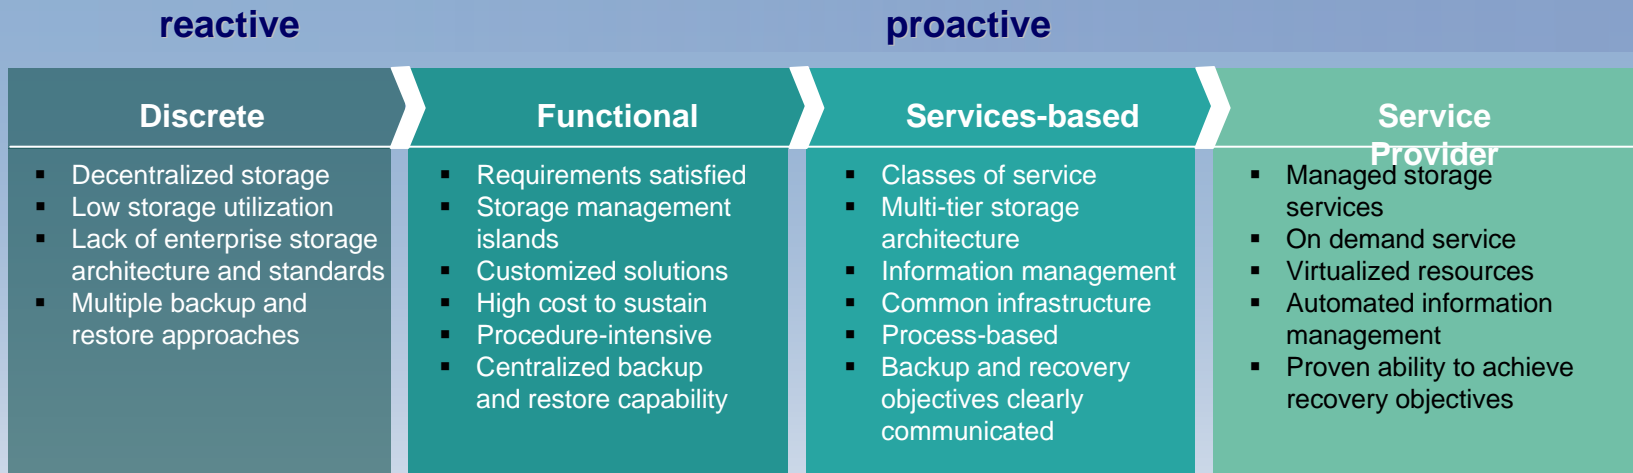 reactive
proactive
Discrete
▪ Decentralized storage
▪ Low storage utilization
▪ Lack of enterprise storage
architecture and standards
▪ Multiple backup and
restore approaches
Functional
▪ Requirements satisfied
▪ Storage management
islands
▪ Customized solutions
▪ High cost to sustain
▪ Procedure-intensive
▪ Centralized backup
and restore capability
Services-based
▪ Classes of service
▪ Multi-tier storage
architecture
▪ Information management
▪ Common infrastructure
▪ Process-based
▪ Backup and recovery
objectives clearly
communicated
Service
Provider
▪ Managed storage
services
▪ On demand service
▪ Virtualized resources
▪ Automated information
management
▪ Proven ability to achieve
recovery objectives